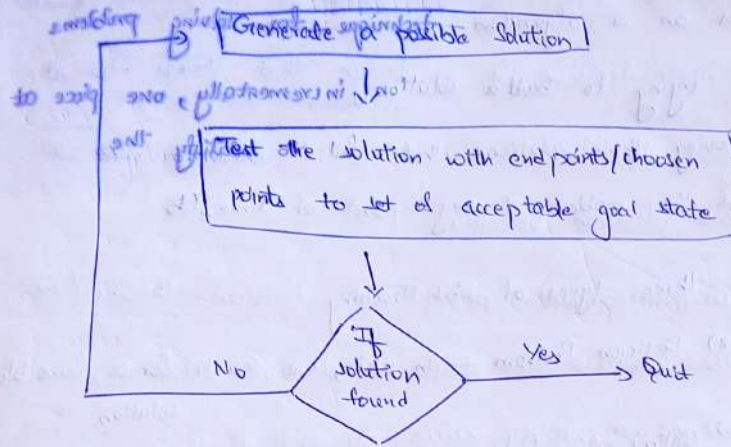 Generate a possible Solution
Test the solution with end points/choosen
points to set of acceptable goal state
If
solution
found
No
Yes
Quit